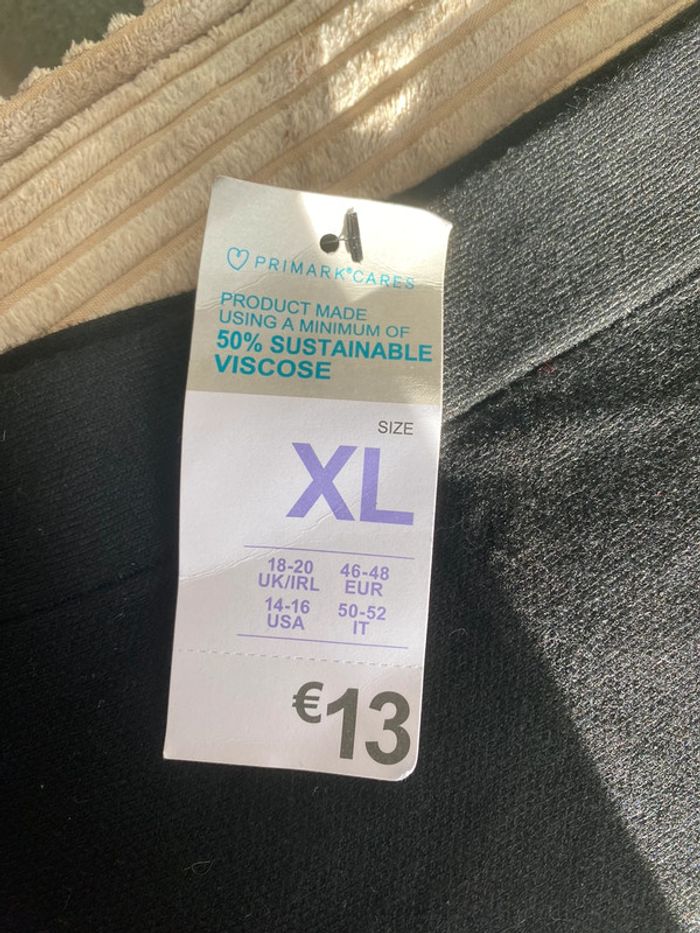 PRIMARK®CARES
PRODUCT MADE
USING A MINIMUM OF
50% SUSTAINABLE
VISCOSE
SIZE
XL
18-20
UK/IRL
46-48
EUR
14-16
USA
50-52
IT
€13